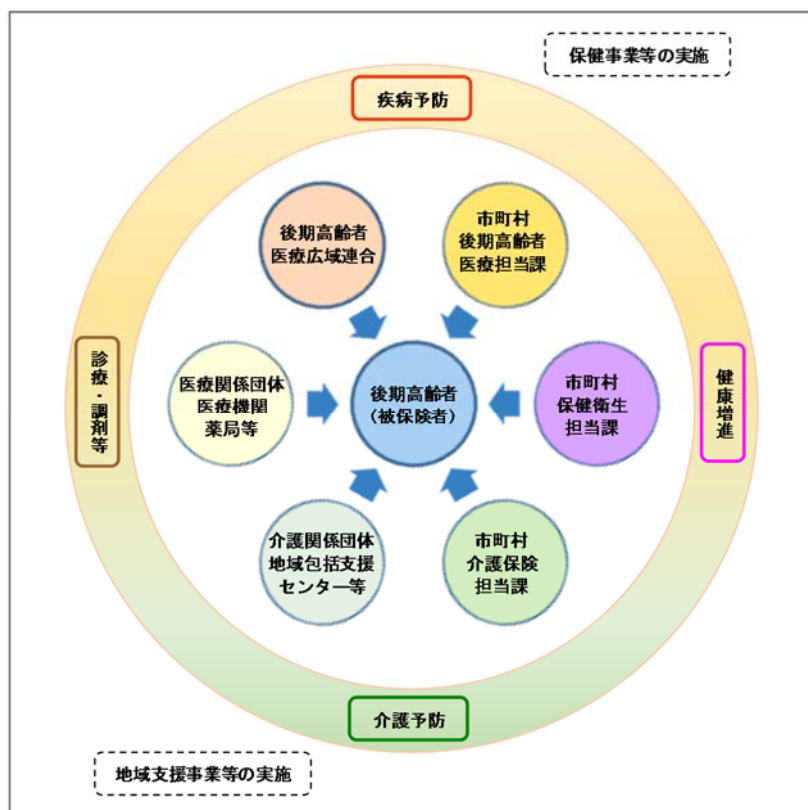 保健事業等の実施
疾病予防
後期高齢者
医療広域連合
市町村
後期高齢者
医療担当課
診療・調剤等
医療関係団体
医療機関
薬局等
後期高齢者
（被保険者）
市町村
保健衛生
担当課
健康増進
介護関係団体
地域包括支援
センター等
市町村
介護保険
担当課
介護予防
地域支援事業等の実施